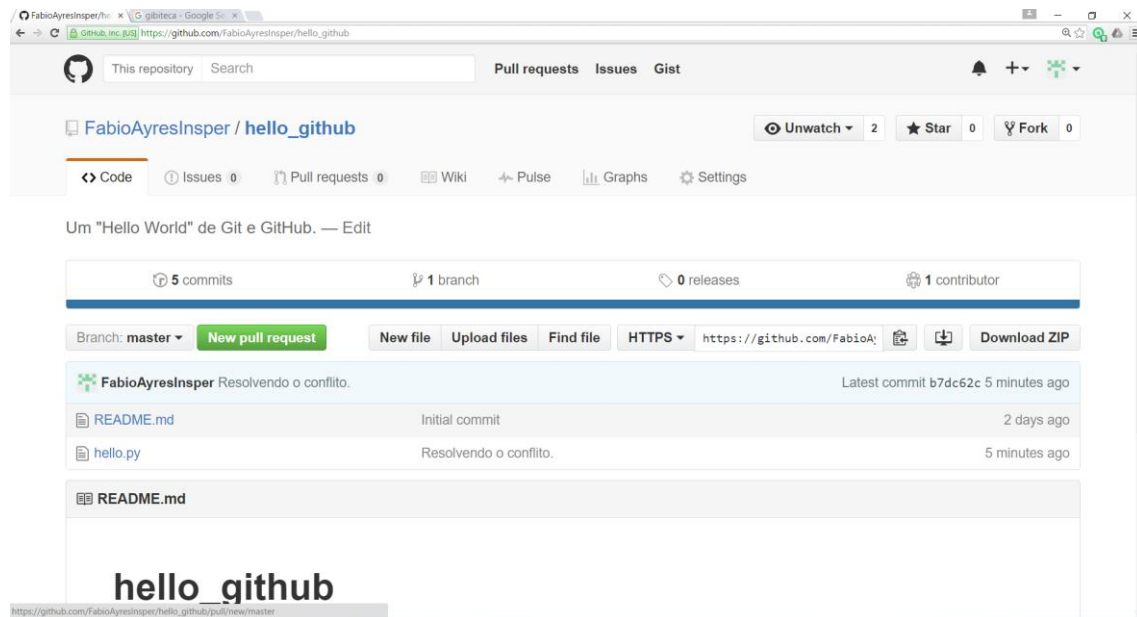 FabioAyresInsper/he × gibiteca - Google Se ×
GitHub, Inc. [US] https://github.com/FabioAyresInsper/hello_github
This repository Search Pull requests Issues Gist
FabioAyresInsper / hello_github Unwatch 2 Star 0 Fork 0
Code Issues 0 Pull requests 0 Wiki Pulse Graphs Settings
Um "Hello World" de Git e GitHub. — Edit
5 commits 1 branch 0 releases 1 contributor
Branch: master New pull request New file Upload files Find file HTTPS https://github.com/FabioAy Download ZIP
FabioAyresInsper Resolvendo o conflito. Latest commit b7dc62c 5 minutes ago
README.md Initial commit 2 days ago
hello.py Resolvendo o conflito. 5 minutes ago
README.md
hello_github
https://github.com/FabioAyresInsper/hello_github/pull/new/master